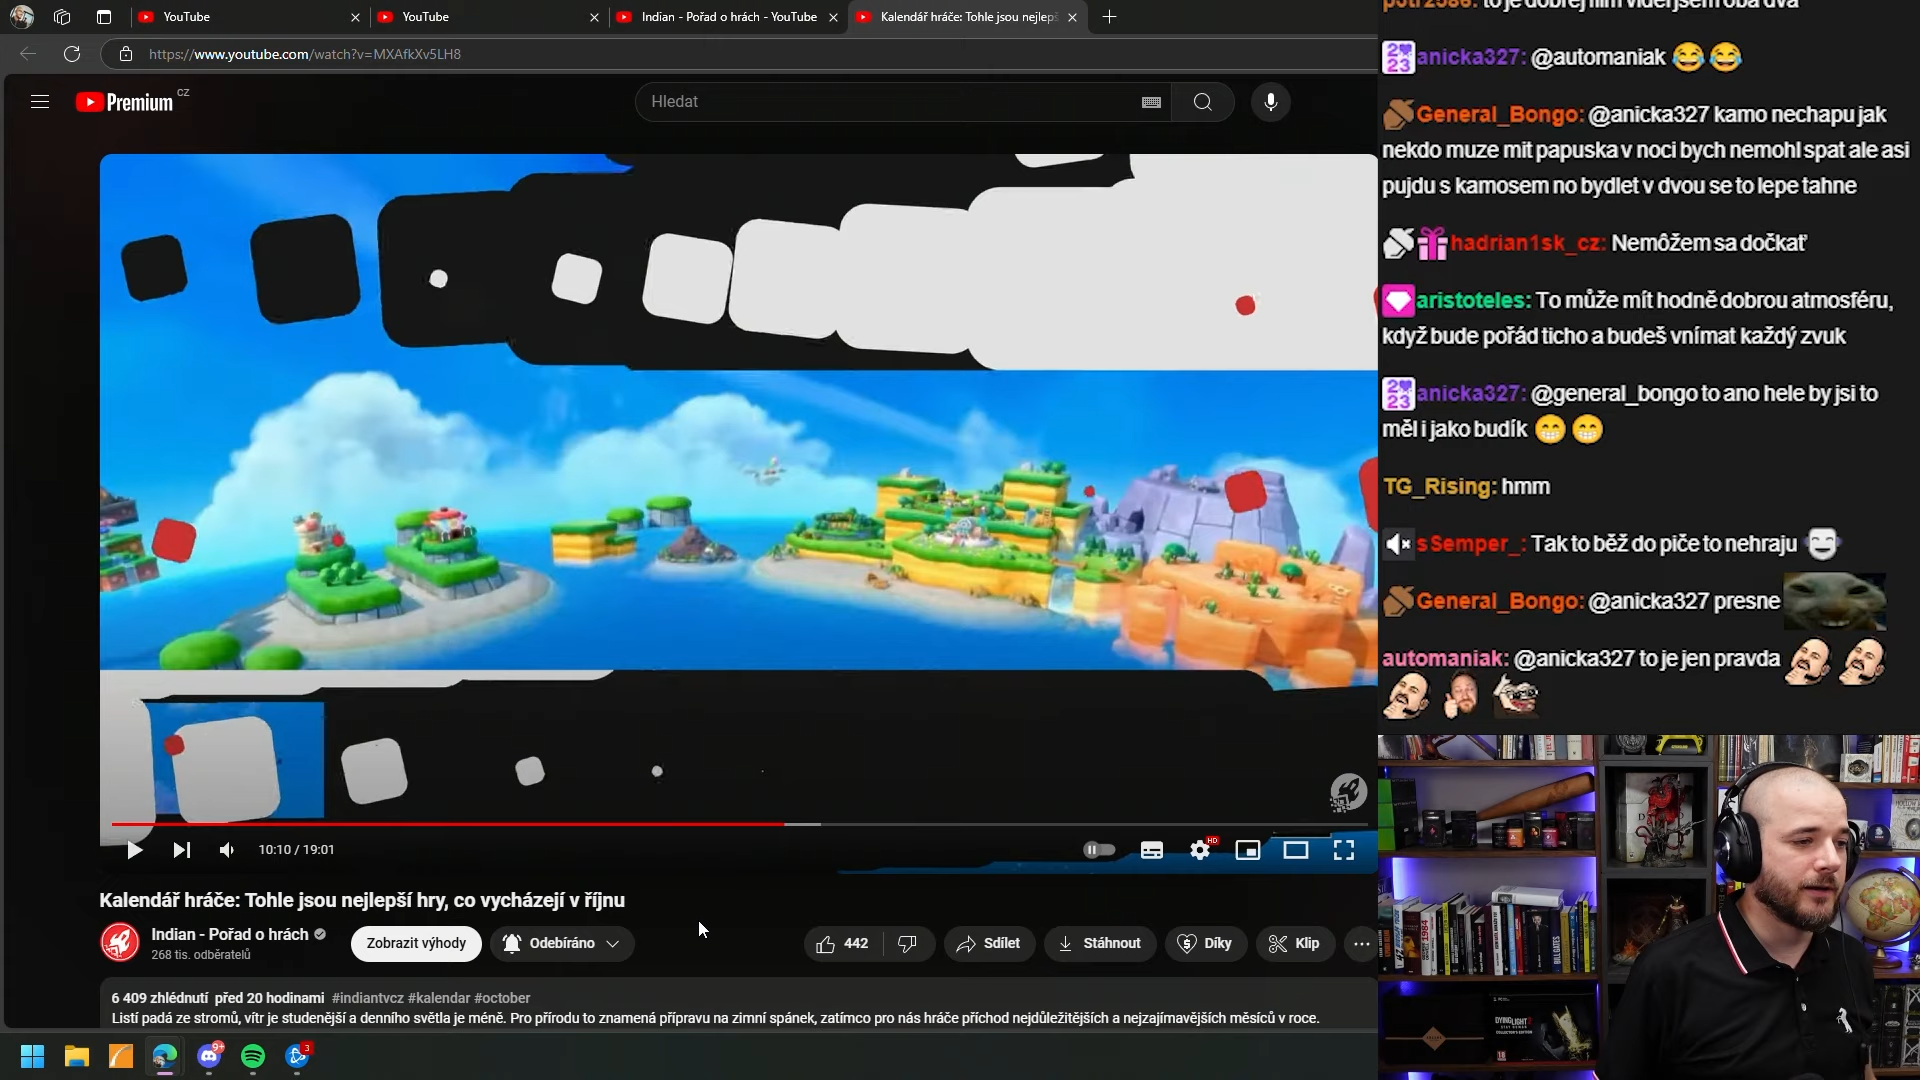 YouTube
YouTube
Indian - Pořad o hrách - YouTube
Kalendář hráče: Tohle jsou nejlepš
https://www.youtube.com/watch?v=MXAfkXv5LH8
Premium CZ
Hledat
10:10 / 19:01
HD
Kalendář hráče: Tohle jsou nejlepší hry, co vycházejí v říjnu
Indian - Pořad o hrách
268 tis. odběratelů
Zobrazit výhody
Odebíráno
442
Sdílet
Stáhnout
Díky
Klip
6 409 zhlédnutí před 20 hodinami #indiantvcz #kalendar #october
Listí padá ze stromů, vítr je studenější a denního světla je méně. Pro přírodu to znamená přípravu na zimní spánek, zatímco pro nás hráče příchod nejdůležitějších a nejzajímavějších měsíců v roce.
9+
3
anicka327: @automaniak
General_Bongo: @anicka327 kamo nechapu jak
nekdo muze mit papuska v noci bych nemohl spat ale asi
pujdu s kamosem no bydlet v dvou se to lepe tahne
hadrian1sk_cz: Nemôžem sa dočkať
aristoteles: To může mít hodně dobrou atmosféru,
když bude pořád ticho a budeš vnímat každý zvuk
anicka327: @general_bongo to ano hele by jsi to
měl i jako budík
TG_Rising: hmm
sSemper_: Tak to běž do piče to nehraju
General_Bongo: @anicka327 presne
automaniak: @anicka327 to je jen pravda
DYING LIGHT 2